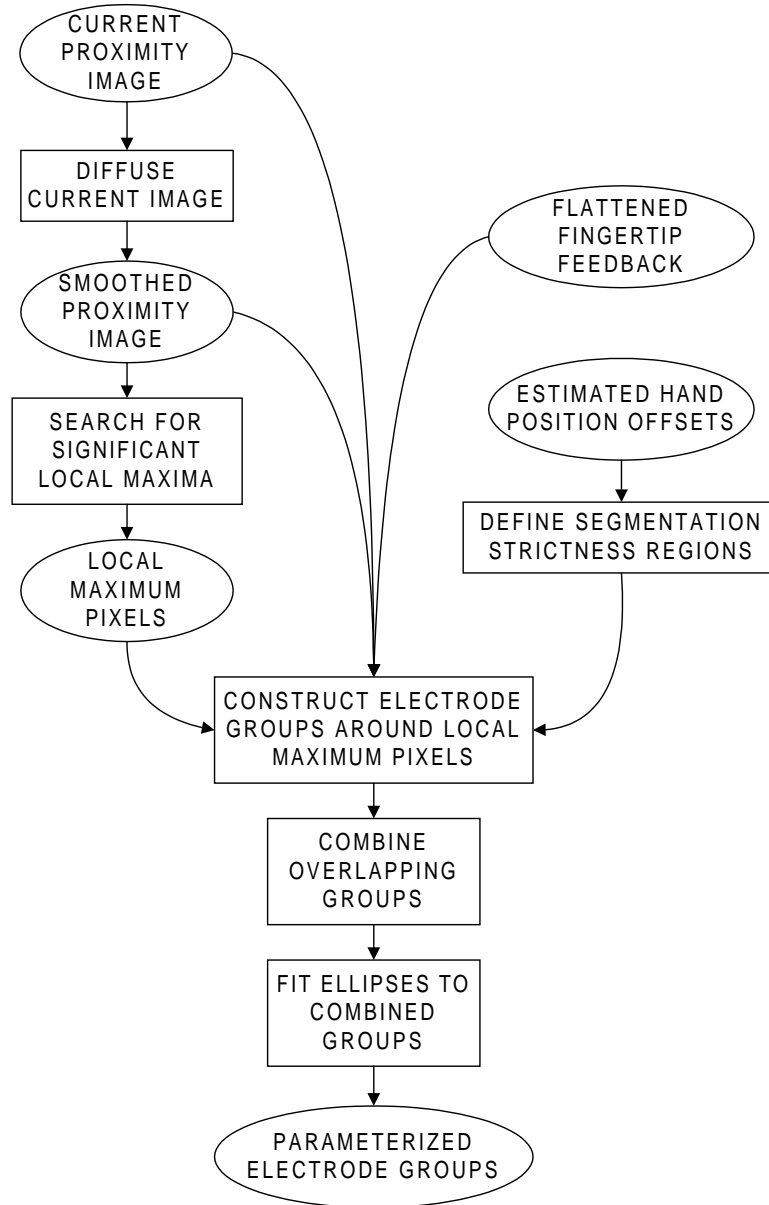 CURRENT
PROXIMITY
IMAGE
DIFFUSE
CURRENT IMAGE
SMOOTHED
PROXIMITY
IMAGE
SEARCH FOR
SIGNIFICANT
LOCAL MAXIMA
LOCAL
MAXIMUM
PIXELS
FLATTENED
FINGERTIP
FEEDBACK
ESTIMATED HAND
POSITION OFFSETS
DEFINE SEGMENTATION
STRICTNESS REGIONS
CONSTRUCT ELECTRODE
GROUPS AROUND LOCAL
MAXIMUM PIXELS
COMBINE
OVERLAPPING
GROUPS
FIT ELLIPSES TO
COMBINED
GROUPS
PARAMETERIZED
ELECTRODE GROUPS